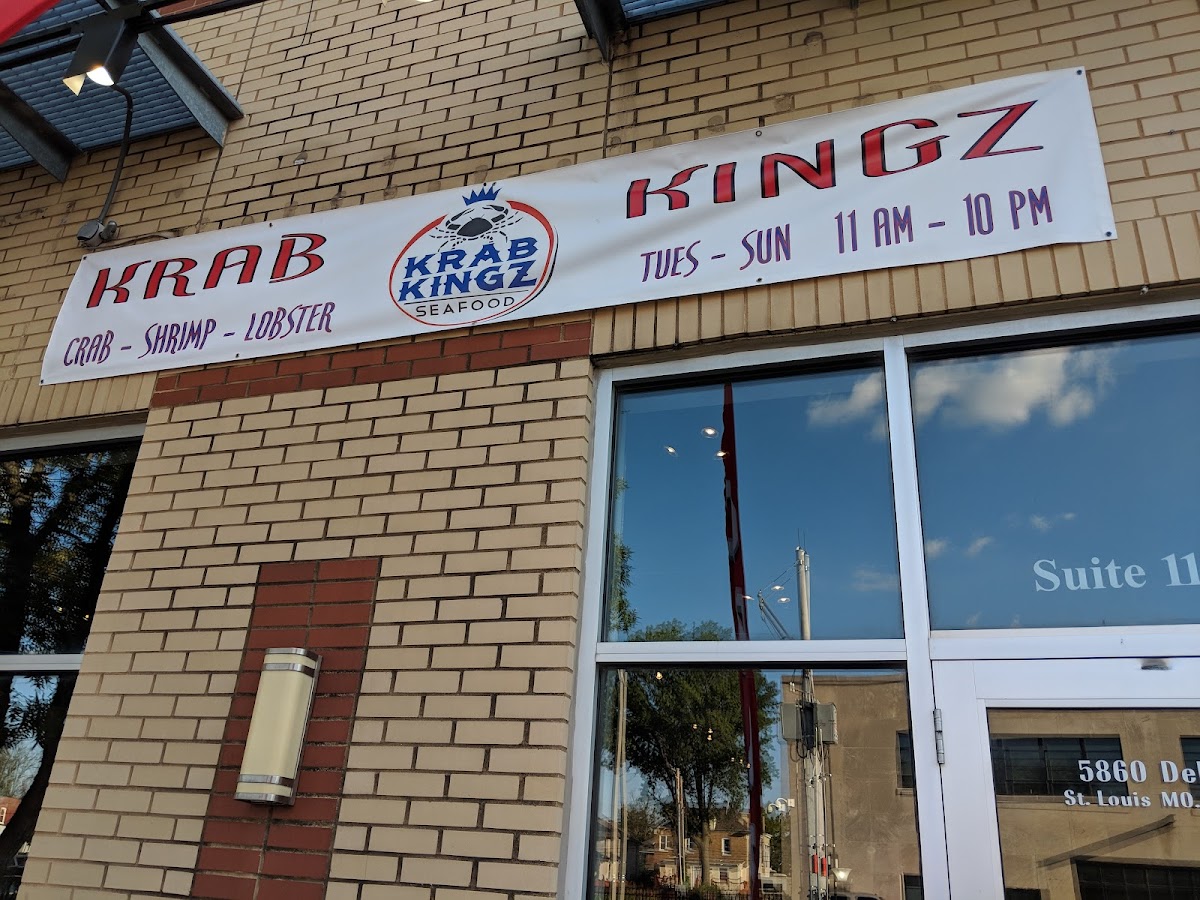 KRAB
CRAB - SHRIMP - LOBSTER
KRAB
KINGZ
SEAFOOD
KINGZ
TUES - SUN 11 AM - 10 PM
Suite 11
5860 Del
St. Louis MO.